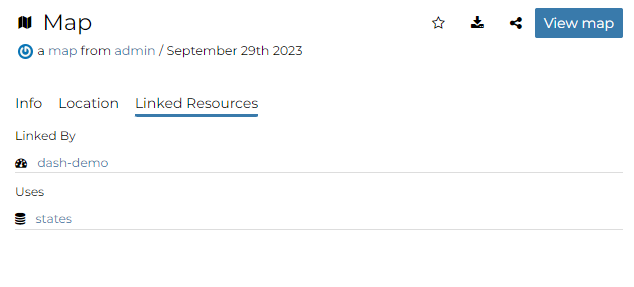 Map
View map
a map from admin / September 29th 2023
Info Location Linked Resources
Linked By
dash-demo
Uses
states